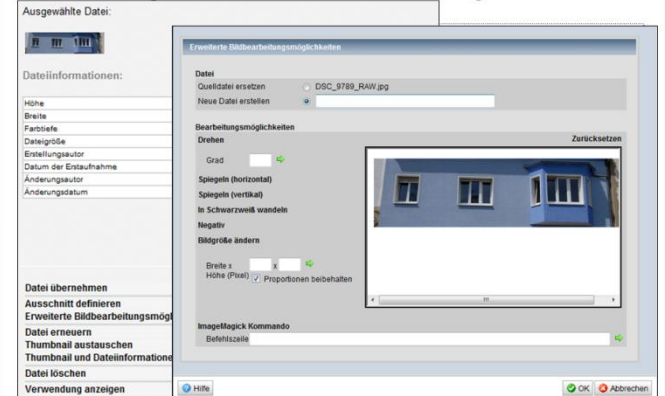 Ausgewählte Datei:
Dateiinformationen:
Höhe
Breite
Farbtiefe
Dateigröße
Erstellungsautor
Datum der Erstaufnahme
Änderungsautor
Änderungsdatum
Datei übernehmen
Ausschnitt definieren
Erweiterte Bildbearbeitungsmögl
Datei erneuern
Thumbnail austauschen
Thumbnail und Dateiinformatione
Datei löschen
Verwendung anzeigen
Erweiterte Bildbearbeitungsmöglichkeiten
Datei
Quelldatei ersetzen DSC_9789_RAW.jpg
Neue Datei erstellen
Bearbeitungsmöglichkeiten
Drehen Zurücksetzen
Grad
Spiegeln (horizontal)
Spiegeln (vertikal)
In Schwarzweiß wandeln
Negativ
Bildgröße ändern
Breite x x
Höhe (Pixel) Proportionen beibehalten
ImageMagick Kommando
Befehlszeile
Hilfe OK Abbrechen